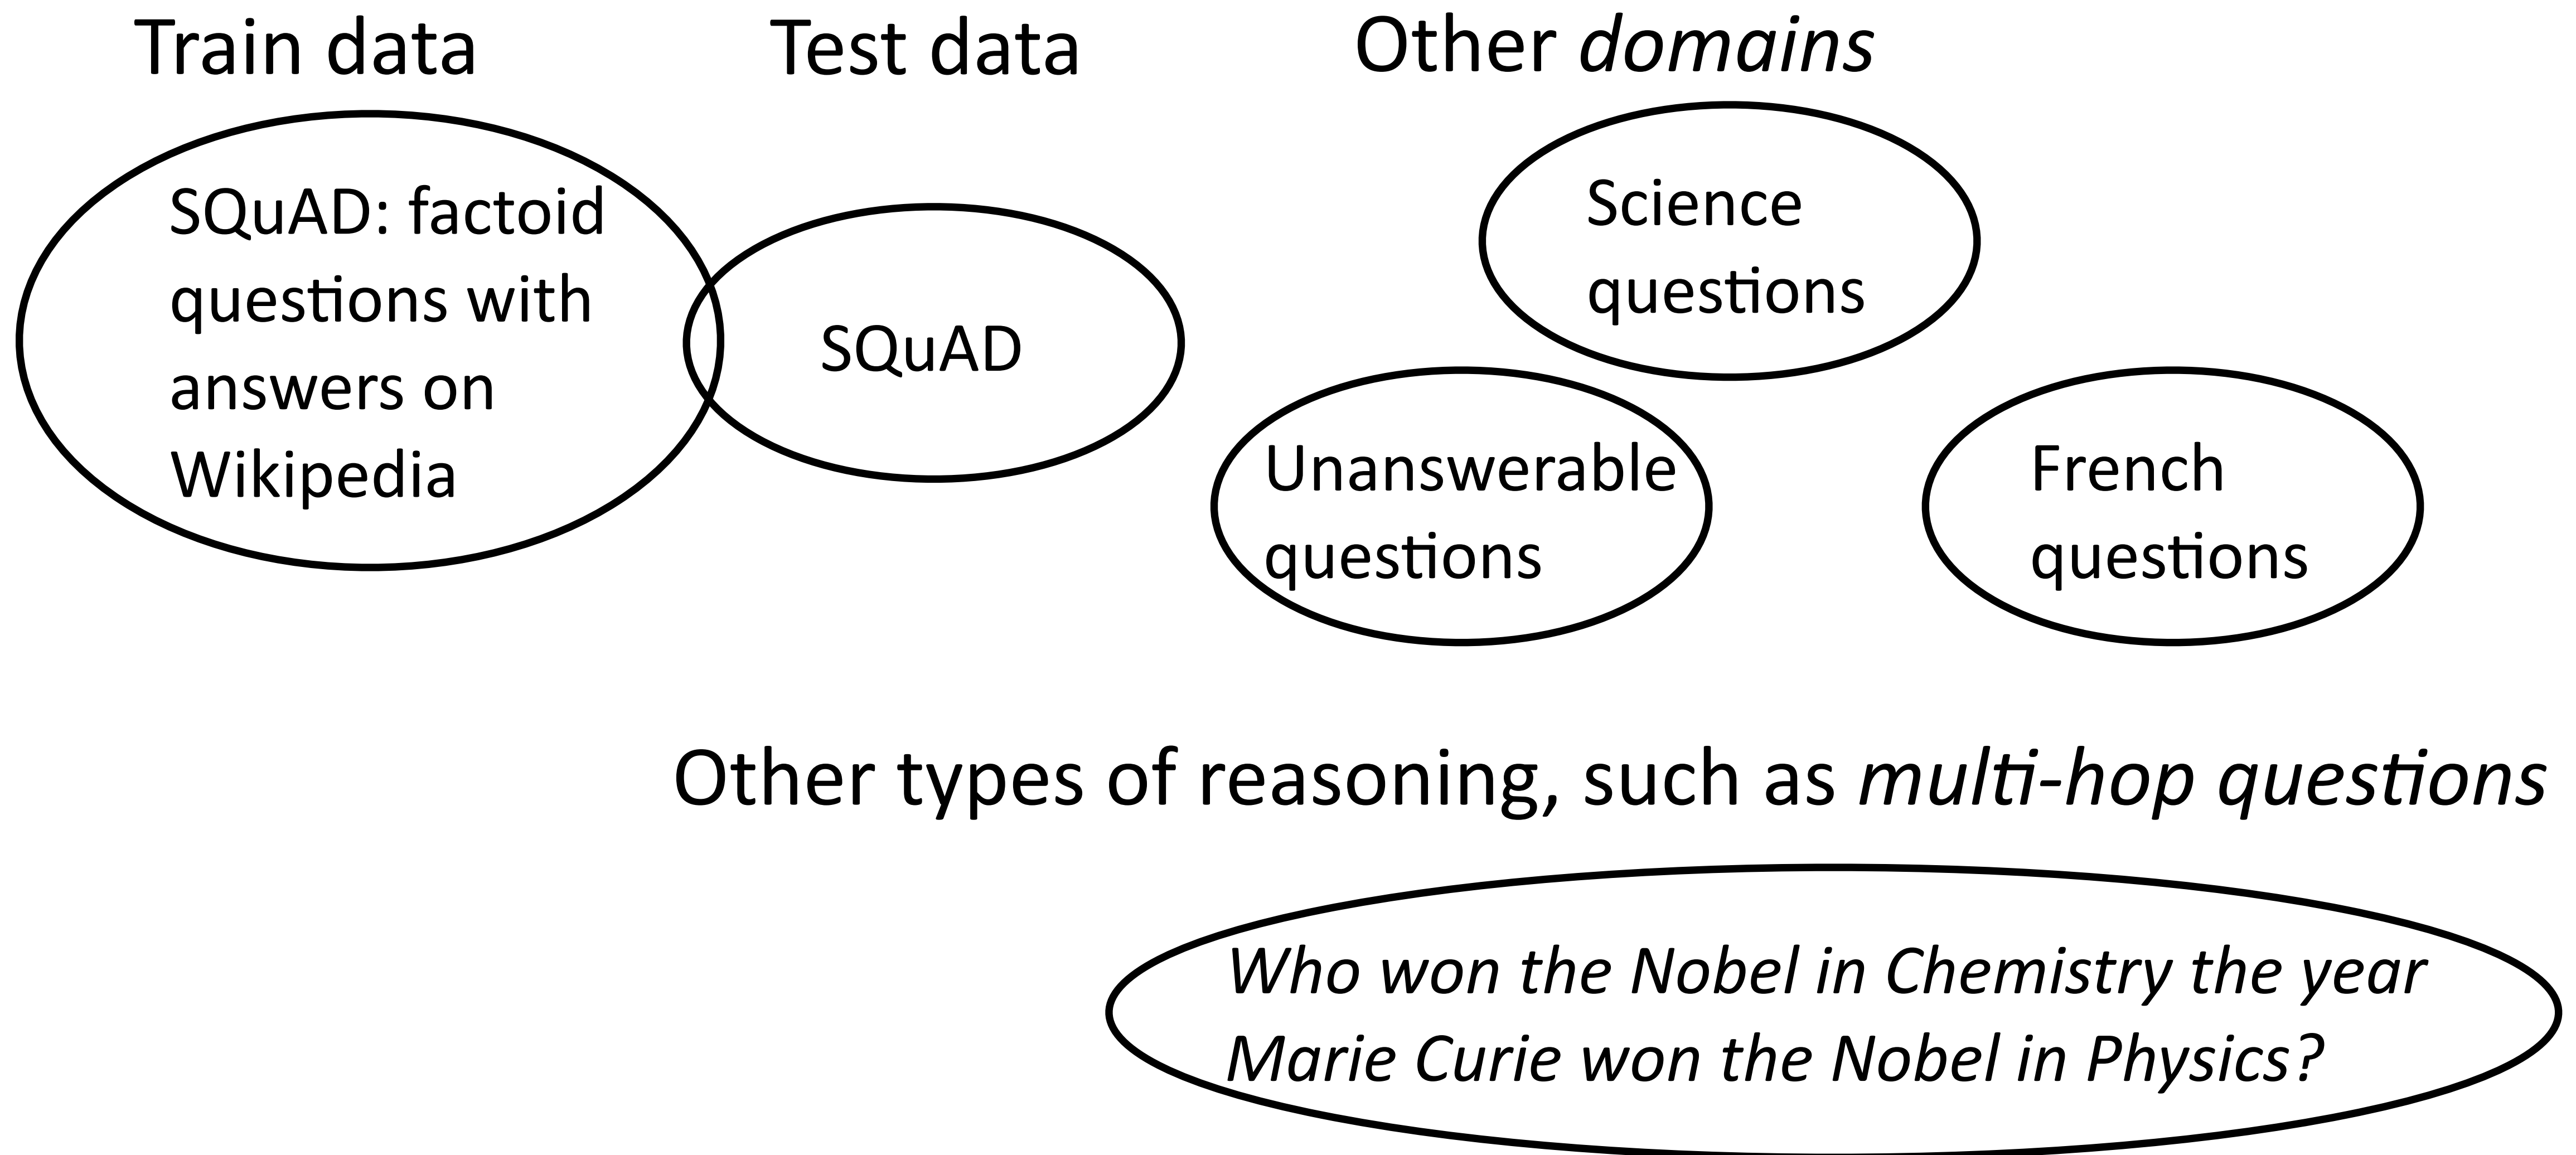 Train data
Test data
Other domains
SQuAD: factoid
questions with
answers on
Wikipedia
SQuAD
Science
questions
Unanswerable
questions
French
questions
Other types of reasoning, such as multi-hop questions
Who won the Nobel in Chemistry the year
Marie Curie won the Nobel in Physics?